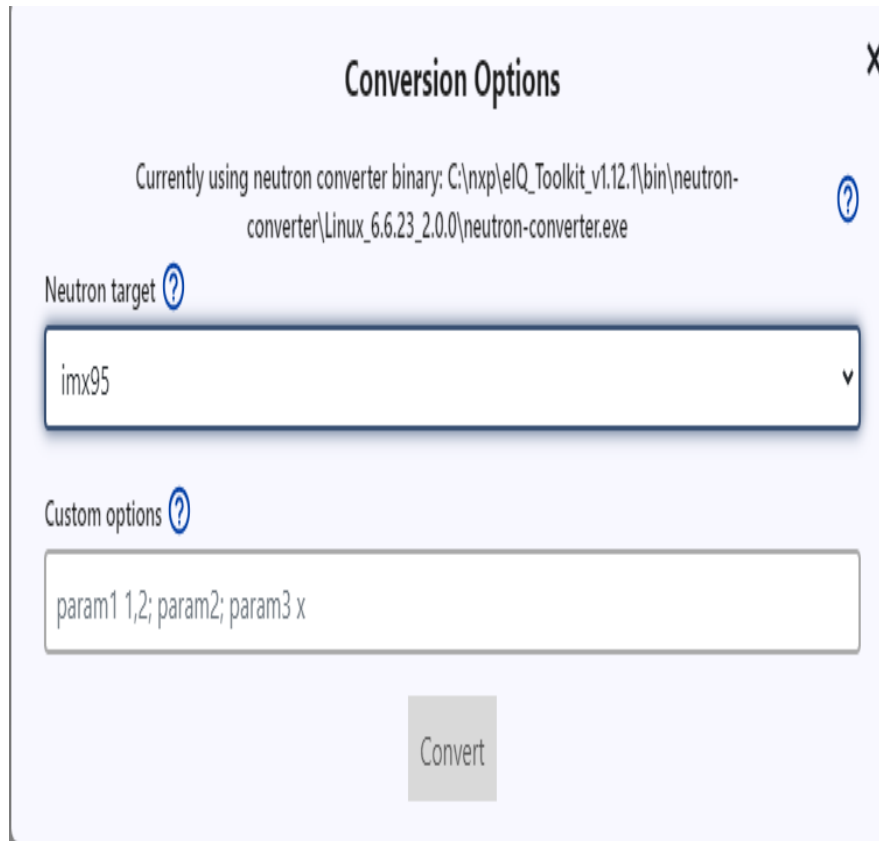 Conversion Options
X
Currently using neutron converter binary: C:\nxp\eIQ_Toolkit_v1.12.1\bin\neutron-
converter\Linux_6.6.23_2.0.0\neutron-converter.exe
?
Neutron target ?
imx95
Custom options ?
param1 1,2; param2; param3 x
Convert